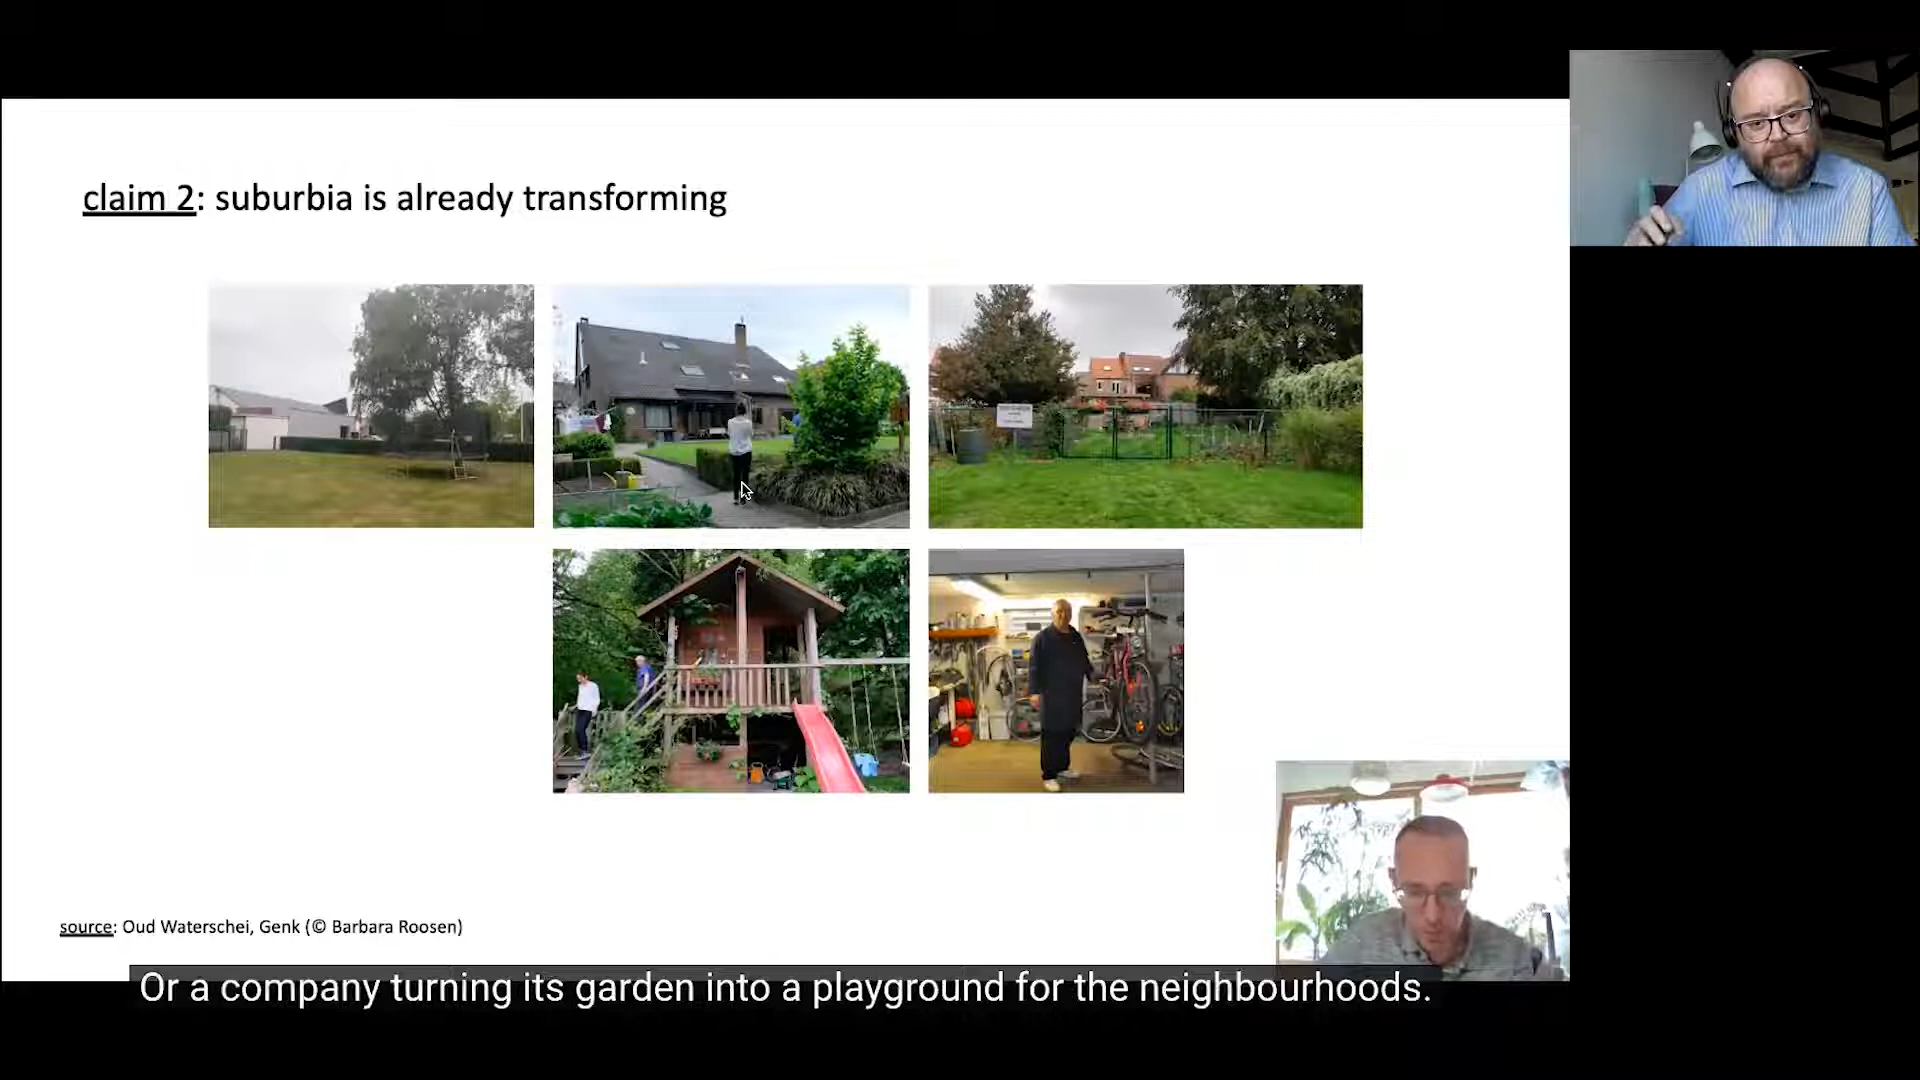 claim 2: suburbia is already transforming
source: Oud Waterschei, Genk (© Barbara Roosen)
Or a company turning its garden into a playground for the neighbourhoods.